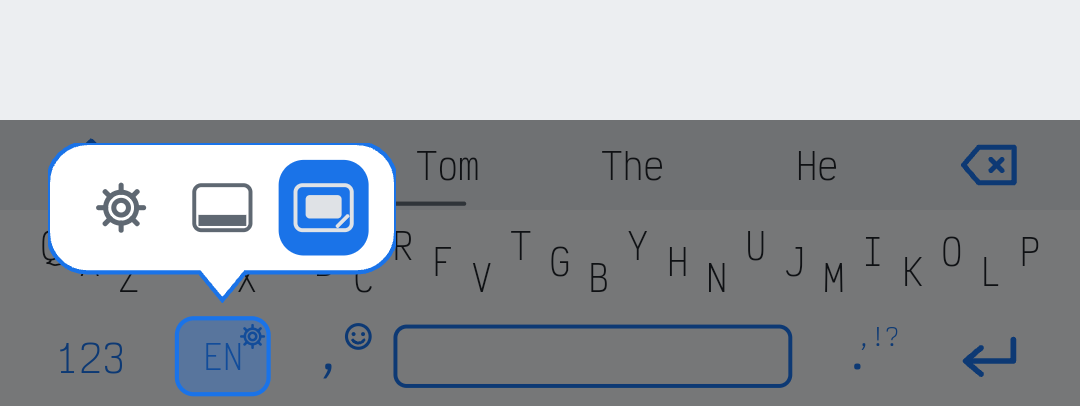 Tom The He
Q Z X C R F V T G B Y H N U J M I K O L P
123 EN , . ,!?